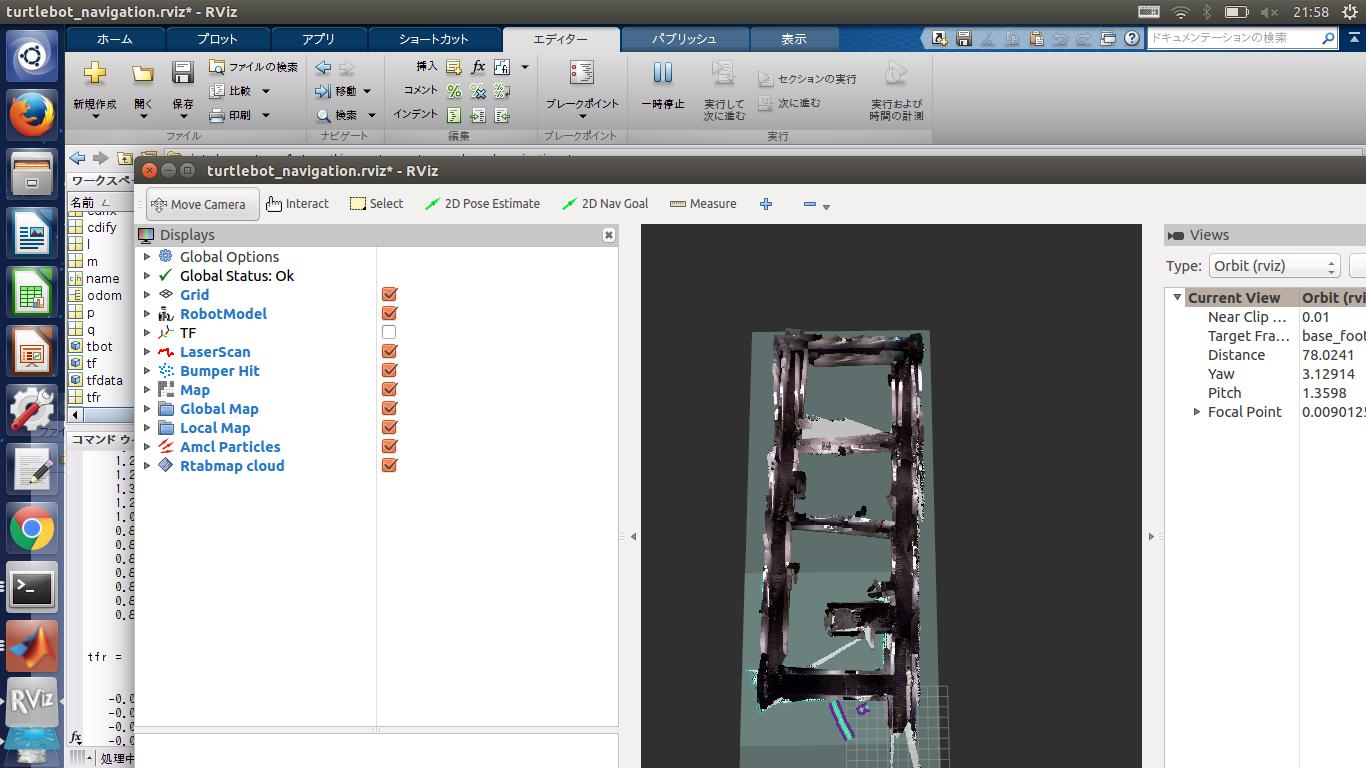 turtlebot_navigation.rviz* - RViz
21:58
ホーム
プロット
アプリ
ショートカット
エディター
パブリッシュ
表示
ドキュメンテーションの検索
新規作成
開く
保存
ファイルの検索
比較
印刷
ファイル
移動
検索
ナビゲート
挿入
fx
コメント
インデント
編集
ブレークポイント
ブレークポイント
一時停止
実行して
次に進む
セクションの実行
次に進む
実行および
時間の計測
実行
turtlebot_navigation.rviz* - RViz
ワークスペ
名前
cdify
l
m
name
odom
p
q
tbot
tf
tfdata
tfr
Move Camera
Interact
Select
2D Pose Estimate
2D Nav Goal
Measure
Displays
Global Options
Global Status: Ok
Grid
RobotModel
TF
LaserScan
Bumper Hit
Map
Global Map
Local Map
Amcl Particles
Rtabmap cloud
Views
Type:
Orbit (rviz)
Current View
Orbit (rvi
Near Clip ...
0.01
Target Fra...
base_foot
Distance
78.0241
Yaw
3.12914
Pitch
1.3598
Focal Point
0.0090125
コマンド ウィ
1.2
1.2
1.3
1.2
1.0
0.8
0.8
0.8
0.8
0.8
0.8
0.8
tfr =
-0.0
-0.0
-0.0
-0.0
fx
処理中
RViz